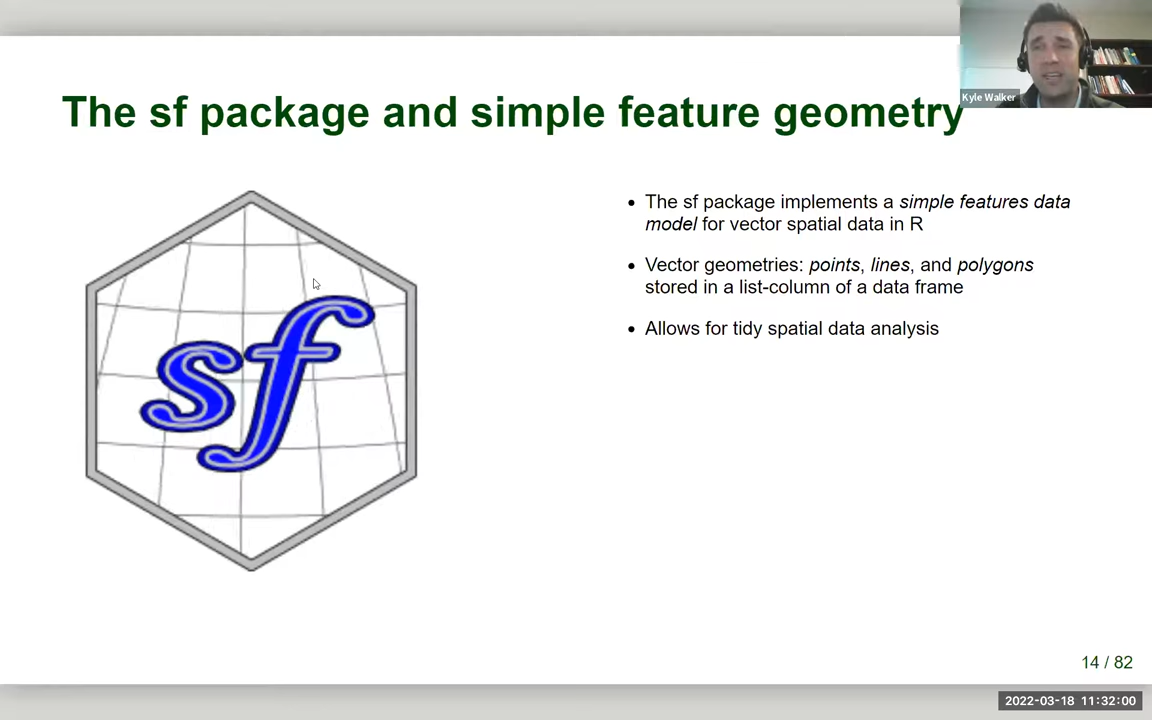 Kyle Walker
The sf package and simple feature geometry
sf
The sf package implements a simple features data
model for vector spatial data in R
Vector geometries: points, lines, and polygons
stored in a list-column of a data frame
Allows for tidy spatial data analysis
14 / 82
2022-03-18 11:32:00